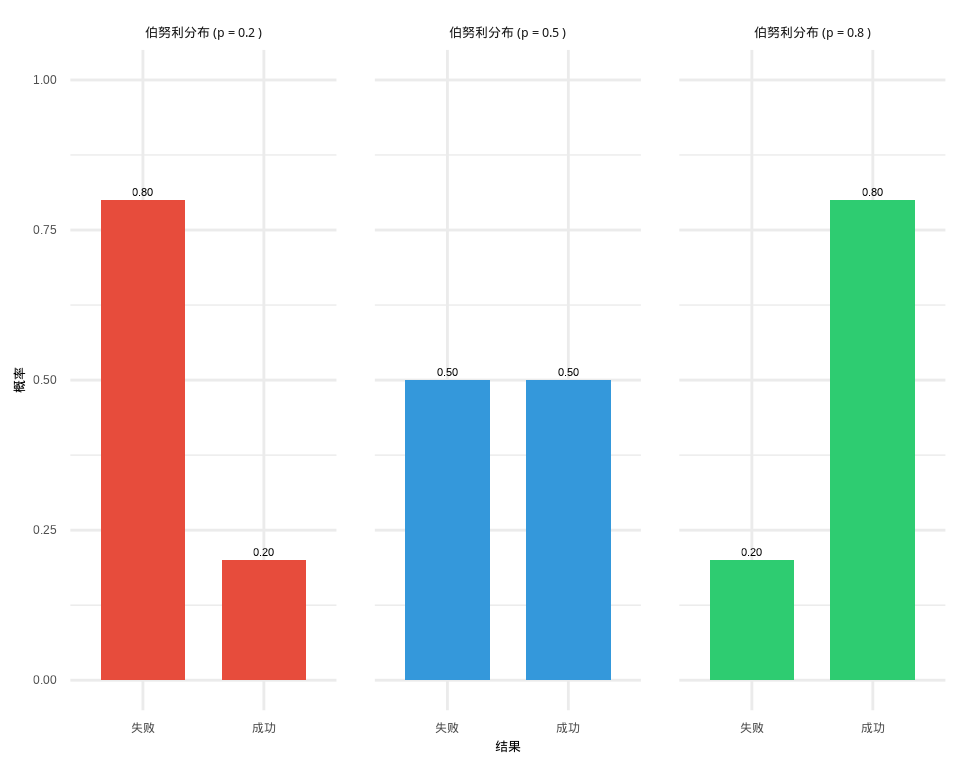 伯努利分布 (p = 0.2 )
伯努利分布 (p = 0.5 )
伯努利分布 (p = 0.8 )
概率
1.00
0.75
0.50
0.25
0.00
0.80
0.20
0.50
0.50
0.20
0.80
失败
成功
失败
成功
失败
成功
结果